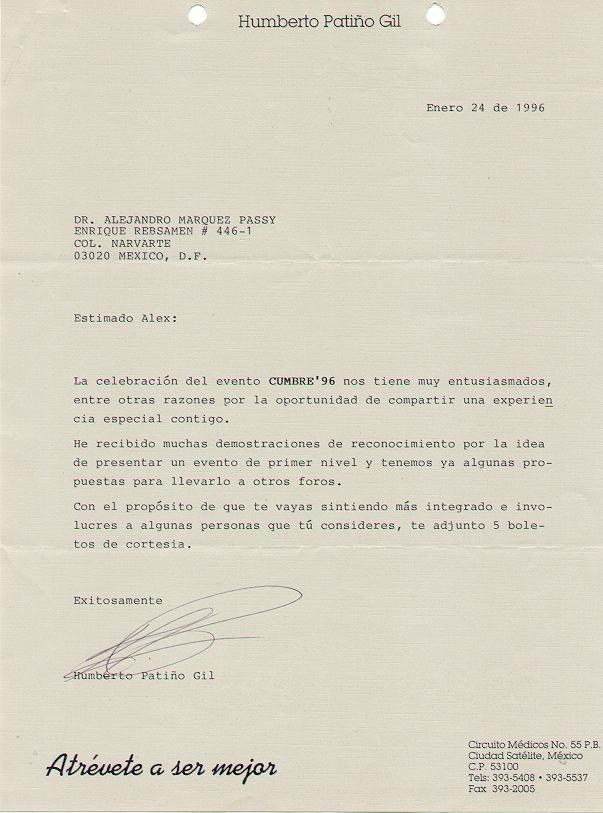 Humberto Patiño Gil
Enero 24 de 1996
DR. ALEJANDRO MARQUEZ PASSY
ENRIQUE REBSAMEN # 446-1
COL. NARVARTE
03020 MEXICO, D.F.
Estimado Alex:
La celebración del evento CUMBRE'96 nos tiene muy entusiasmados,
entre otras razones por la oportunidad de compartir una experien
cia especial contigo.
He recibido muchas demostraciones de reconocimiento por la idea
de presentar un evento de primer nivel y tenemos ya algunas pro-
puestas para llevarlo a otros foros.
Con el propósito de que te vayas sintiendo más integrado e invo-
lucres a algunas personas que tú consideres, te adjunto 5 bole-
tos de cortesia.
Exitosamente
Humberto Patiño Gil
Atrévete a ser mejor
Circuito Médicos No. 55 P.B.
Ciudad Satélite, México
C.P. 53100
Tels: 393-5408 • 393-5537
Fax 393-2005